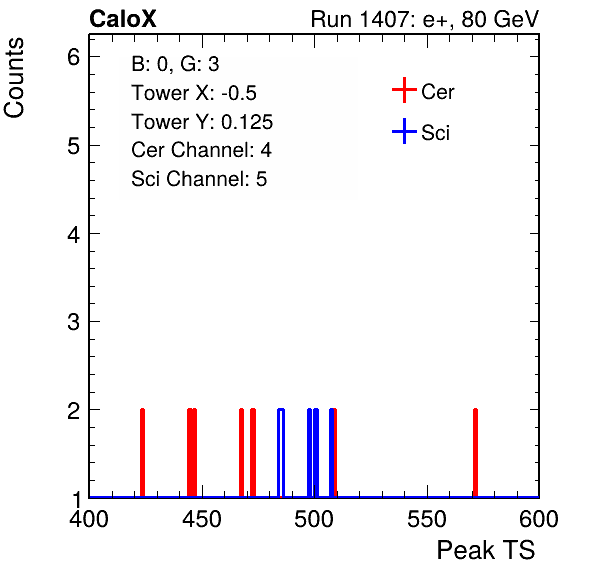 CaloX Run 1407: e+, 80 GeV
Counts
B: 0, G: 3
Tower X: -0.5
Tower Y: 0.125
Cer Channel: 4
Sci Channel: 5
Cer
Sci
6
5
4
3
2
1
400 450 500 550 600
Peak TS